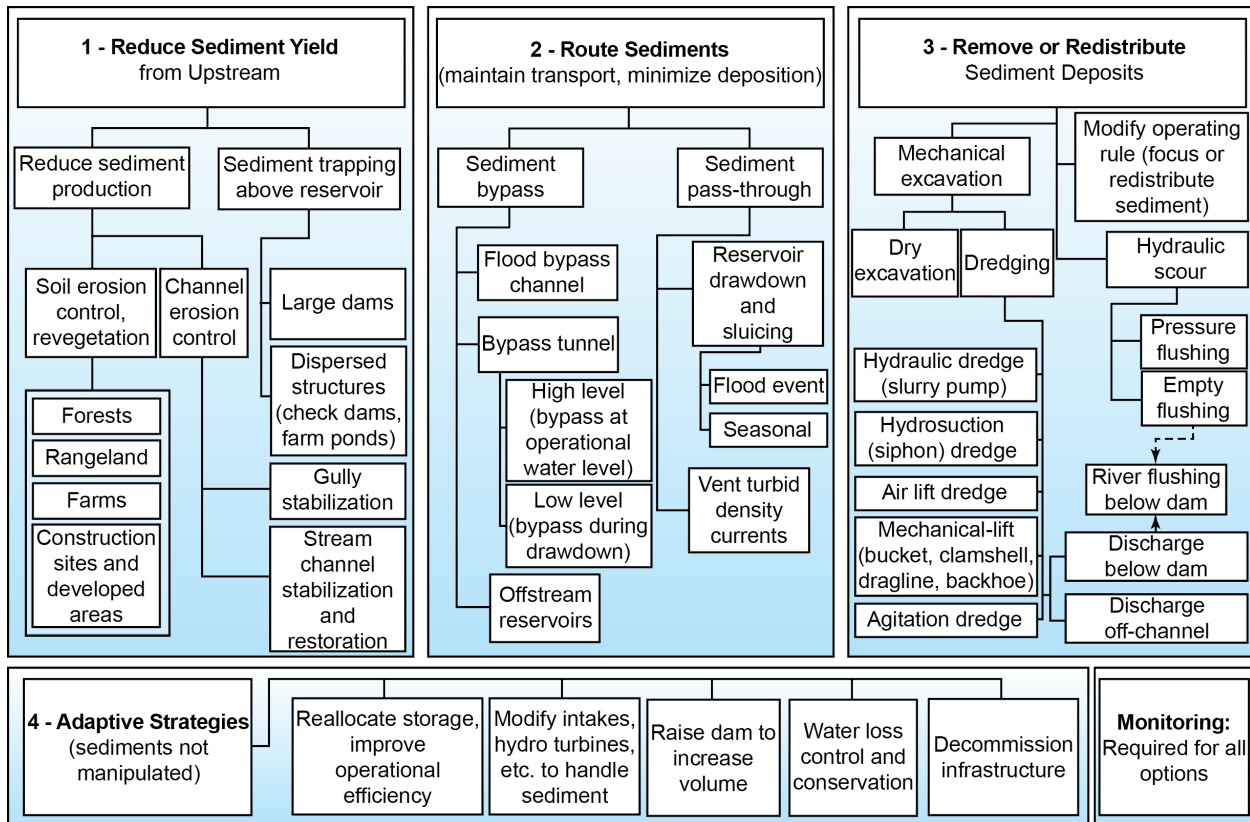 1 - Reduce Sediment Yield
from Upstream
Reduce sediment
production
Sediment trapping
above reservoir
Soil erosion
control,
revegetation
Channel
erosion
control
Large dams
Dispersed
structures
(check dams,
farm ponds)
Forests
Rangeland
Farms
Construction
sites and
developed
areas
Gully
stabilization
Stream
channel
stabilization
and
restoration
2 - Route Sediments
(maintain transport, minimize deposition)
Sediment
bypass
Sediment
pass-through
Flood bypass
channel
Bypass tunnel
High level
(bypass at
operational
water level)
Low level
(bypass during
drawdown)
Offstream
reservoirs
Reservoir
drawdown
and
sluicing
Flood event
Seasonal
Vent turbid
density
currents
3 - Remove or Redistribute
Sediment Deposits
Mechanical
excavation
Modify operating
rule (focus or
redistribute
sediment)
Dry
excavation
Dredging
Hydraulic
scour
Hydraulic dredge
(slurry pump)
Hydrosuction
(siphon) dredge
Air lift dredge
Mechanical-lift
(bucket, clamshell,
dragline, backhoe)
Agitation dredge
Pressure
flushing
Empty
flushing
River flushing
below dam
Discharge
below dam
Discharge
off-channel
4 - Adaptive Strategies
(sediments not
manipulated)
Reallocate storage,
improve
operational
efficiency
Modify intakes,
hydro turbines,
etc. to handle
sediment
Raise dam to
increase
volume
Water loss
control and
conservation
Decommission
infrastructure
Monitoring:
Required for all
options